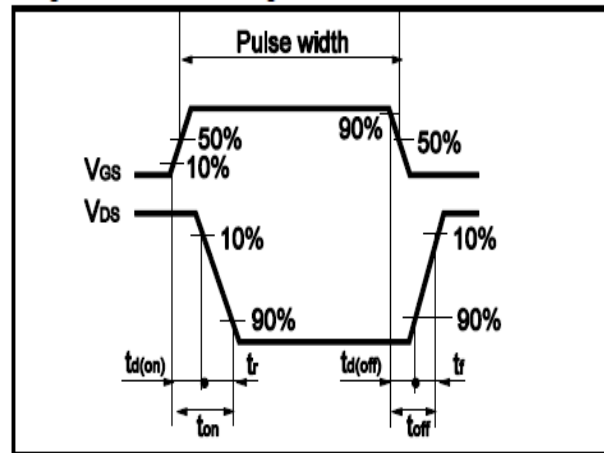 Pulse width
90%
50%
50%
10%
VGS
VDS
10%
10%
90%
90%
td(on)
tr
td(off)
tf
ton
toff